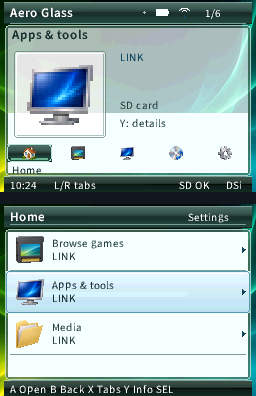 Aero Glass 1/6
Apps & tools
LINK
SD card
Y: details
Home
10:24 L/R tabs SD OK DSi
Home Settings
Browse games
LINK
Apps & tools
LINK
Media
LINK
A Open B Back X Tabs Y Info SEL